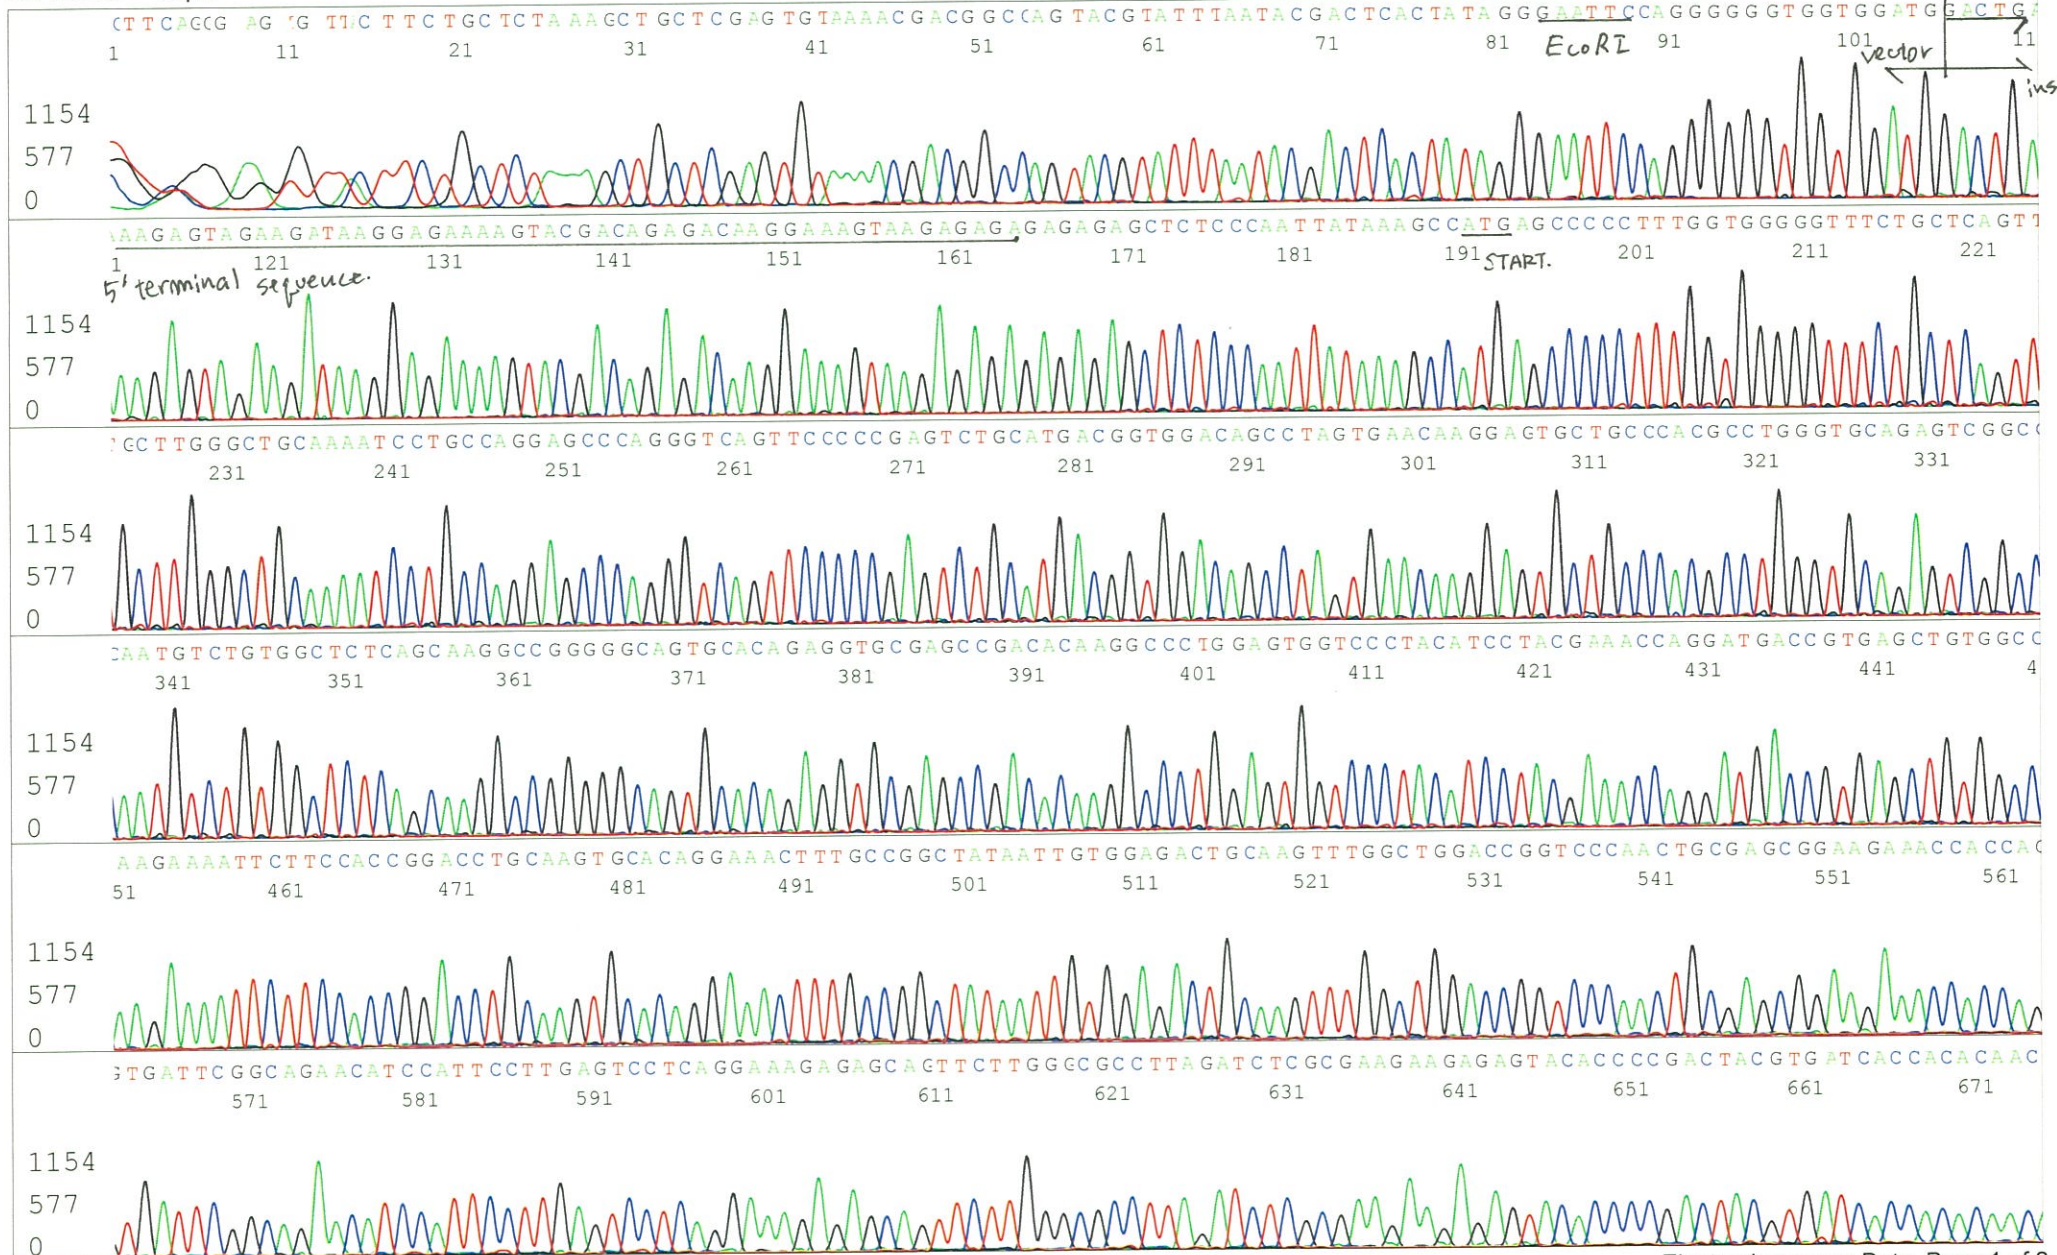 CTTCAGCG AG G TTC TTCTGCTCTAAAGCTGCTCGAGTGTAAAACGACGGCCAGTACGTATTTAATACGACTCACTATAGGGAATTCCAGGGGGGTGGTGGATGGACTGA
1 11 21 31 41 51 61 71 81 EcoRI 91 101 11
vector
ins
1154
577
0
AAGAGTAGAAGATAAGGAGAAAAGTACGACAGAGACAAGGAAAGTAAGAGAGAGAGAGAGCTCTCCCAATTATAAAGCCATGAGCCCCCTTTGGTGGGGGTTTCTGCTCAGTT
1 121 131 141 151 161 171 181 191 START. 201 211 221
5' terminal sequence.
1154
577
0
GCTTGGGCTGCAAAATCCTGCCAGGAGCCCAGGGTCAGTTCCCCCGAGTCTGCATGACGGTGGACAGCCTAGTGAACAAGGAGTGCTGCCCACGCCTGGGTGCAGAGTCGGCC
231 241 251 261 271 281 291 301 311 321 331
1154
577
0
CAATGTCTGTGGCTCTCAGCAAGGCCGGGGGCAGTGCACAGAGGTGCGAGCCGACACAAGGCCCTGGAGTGGTCCCTACATCCTACGAAACCAGGATGACCGTGAGCTGTGGCC
341 351 361 371 381 391 401 411 421 431 441 4
1154
577
0
AAGAAAATTCTTCCACCGGACCTGCAAGTGCACAGGAAACTTTGCCGGCTATAATTGTGGAGACTGCAAGTTTGGCTGGACCGGTCCCAACTGCGAGCGGAAGAAACCACCAG
51 461 471 481 491 501 511 521 531 541 551 561
1154
577
0
GTGATTCGGCAGAACATCCATTCCTTGAGTCCTCAGGAAAGAGAGCAGTTCTTGGGCGCCTTAGATCTCGCGAAGAAGAGAGTACACCCCGACTACGTGATCACCACACAAC
571 581 591 601 611 621 631 641 651 661 671
1154
577
0